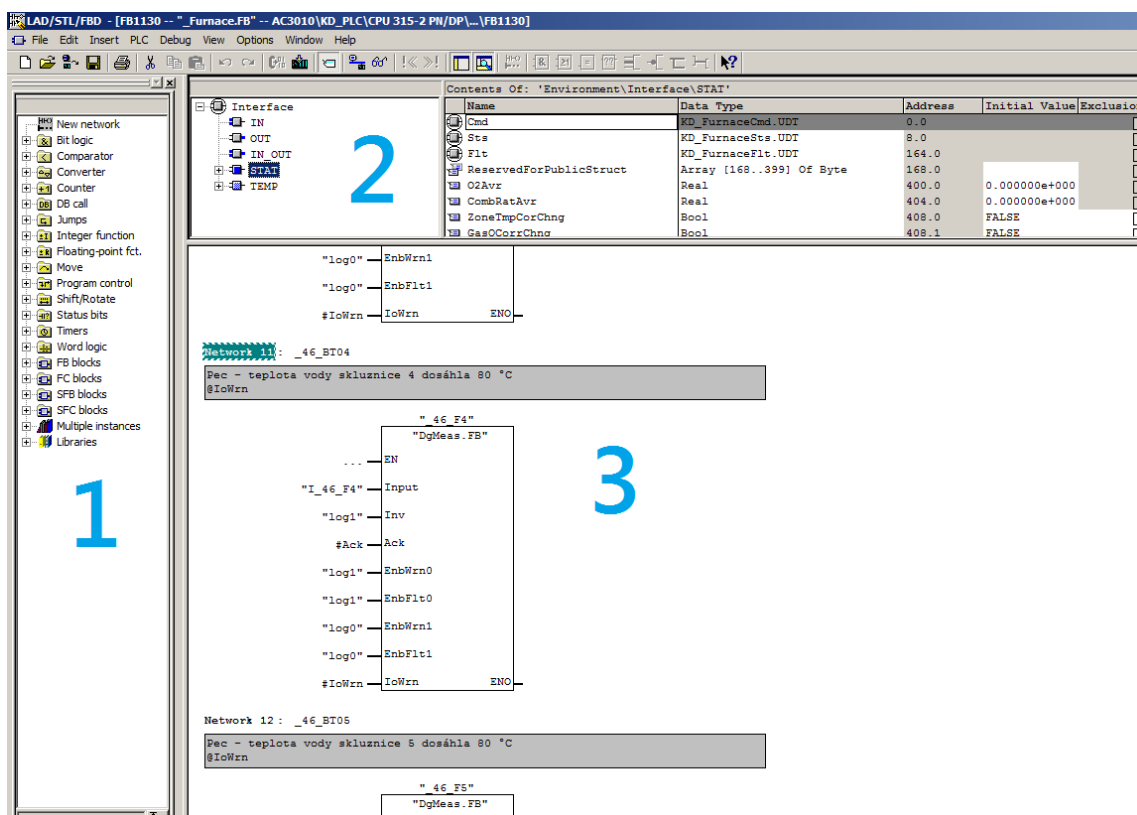 LAD/STL/FBD - [FB1130 -- "_Furnace.FB" -- AC3010\KD_PLC\CPU 315-2 PN/DP\...\FB1130]
File Edit Insert PLC Debug View Options Window Help
New network
Bit logic
Comparator
Converter
Counter
DB call
Jumps
Integer function
Floating-point fct.
Move
Program control
Shift/Rotate
Status bits
Timers
Word logic
FB blocks
FC blocks
SFB blocks
SFC blocks
Multiple instances
Libraries
1
Interface
IN
OUT
IN_OUT
STAT
TEMP
2
Contents Of: 'Environment\Interface\STAT'
Name Data Type Address Initial Value Exclusio
Cmd KD_FurnaceCmd.UDT 0.0
Sts KD_FurnaceSts.UDT 8.0
Flt KD_FurnaceFlt.UDT 164.0
ReservedForPublicStruct Array [168..399] Of Byte 168.0
O2Avr Real 400.0 0.000000e+000
CombRatAvr Real 404.0 0.000000e+000
ZoneTmpCorChng Bool 408.0 FALSE
GasOCorrChng Bool 408.1 FALSE
"log0" EnbWrn1
"log0" EnbFlt1
#IoWrn IoWrn ENO
Network 11: _46_BT04
Pec - teplota vody skluznice 4 dosáhla 80 °C
@IoWrn
"_46_F4"
"DgMeas.FB"
... EN
"I_46_F4" Input
"log1" Inv
#Ack Ack
"log1" EnbWrn0
"log1" EnbFlt0
"log0" EnbWrn1
"log0" EnbFlt1
#IoWrn IoWrn ENO
3
Network 12: _46_BT05
Pec - teplota vody skluznice 5 dosáhla 80 °C
@IoWrn
"_46_F5"
"DgMeas.FB"